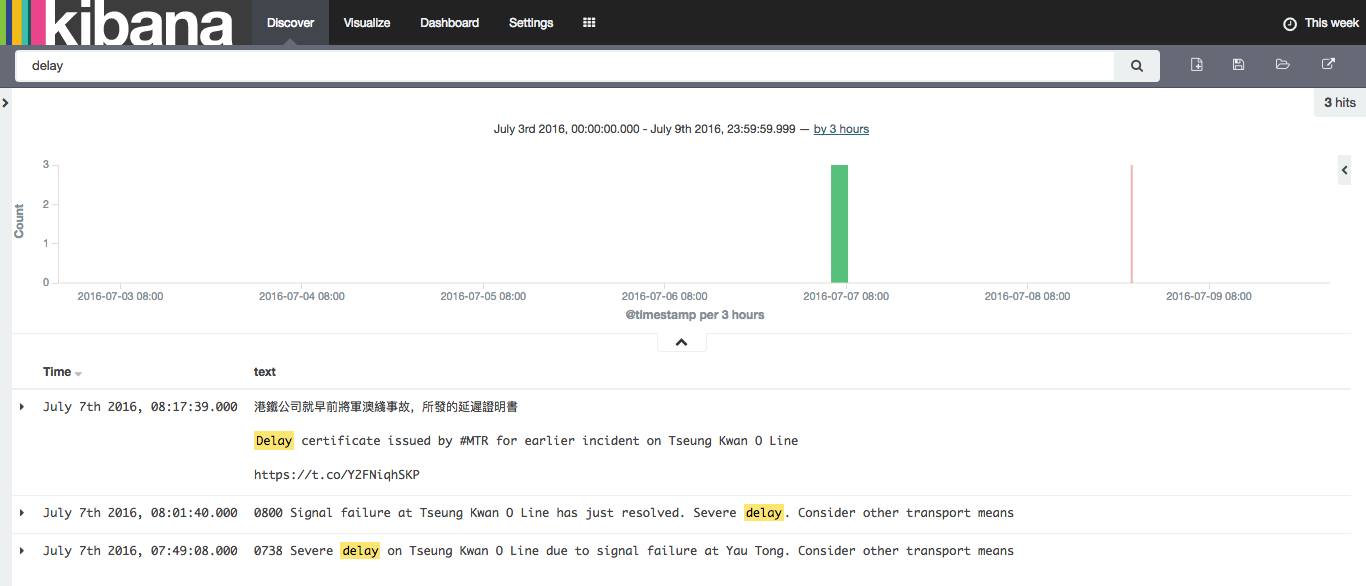 kibana
Discover Visualize Dashboard Settings This week
delay
3 hits
July 3rd 2016, 00:00:00.000 - July 9th 2016, 23:59:59.999 — by 3 hours
3
2
1
0
Count
2016-07-03 08:00 2016-07-04 08:00 2016-07-05 08:00 2016-07-06 08:00 2016-07-07 08:00 2016-07-08 08:00 2016-07-09 08:00
@timestamp per 3 hours
Time text
July 7th 2016, 08:17:39.000 港鐵公司就早前將軍澳綫事故，所發的延遲證明書
Delay certificate issued by #MTR for earlier incident on Tseung Kwan O Line
https://t.co/Y2FNiqhSKP
July 7th 2016, 08:01:40.000 0800 Signal failure at Tseung Kwan O Line has just resolved. Severe delay. Consider other transport means
July 7th 2016, 07:49:08.000 0738 Severe delay on Tseung Kwan O Line due to signal failure at Yau Tong. Consider other transport means